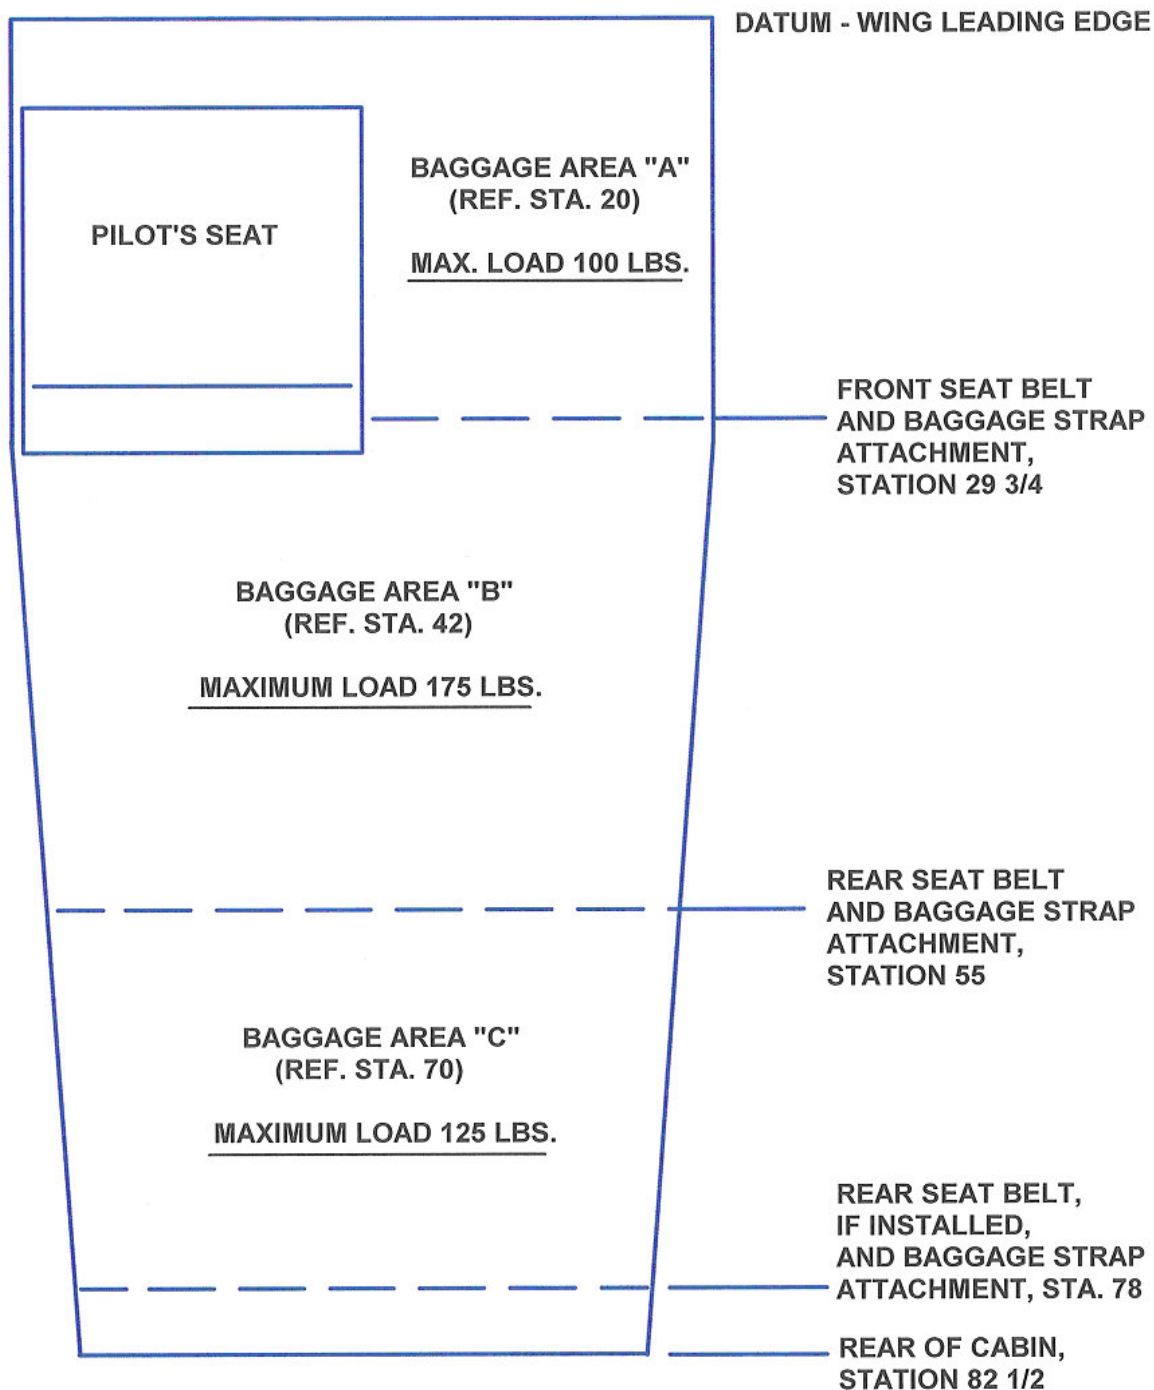 DATUM - WING LEADING EDGE
BAGGAGE AREA "A"
(REF. STA. 20)
PILOT'S SEAT
MAX. LOAD 100 LBS.
FRONT SEAT BELT
AND BAGGAGE STRAP
ATTACHMENT,
STATION 29 3/4
BAGGAGE AREA "B"
(REF. STA. 42)
MAXIMUM LOAD 175 LBS.
REAR SEAT BELT
AND BAGGAGE STRAP
ATTACHMENT,
STATION 55
BAGGAGE AREA "C"
(REF. STA. 70)
MAXIMUM LOAD 125 LBS.
REAR SEAT BELT,
IF INSTALLED,
AND BAGGAGE STRAP
ATTACHMENT, STA. 78
REAR OF CABIN,
STATION 82 1/2